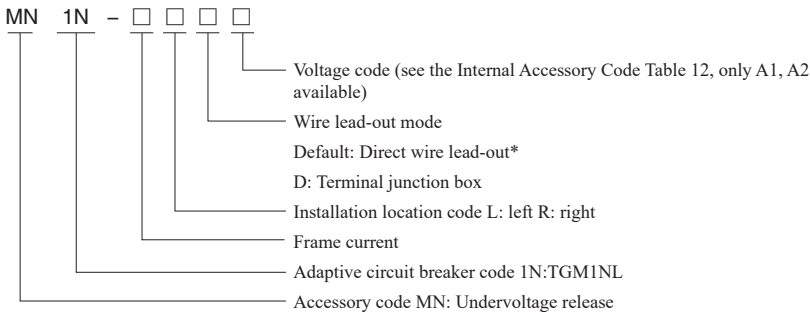 MN 1N – □ □ □ □
Voltage code (see the Internal Accessory Code Table 12, only A1, A2
available)
Wire lead-out mode
Default: Direct wire lead-out*
D: Terminal junction box
Installation location code L: left R: right
Frame current
Adaptive circuit breaker code 1N:TGM1NL
Accessory code MN: Undervoltage release